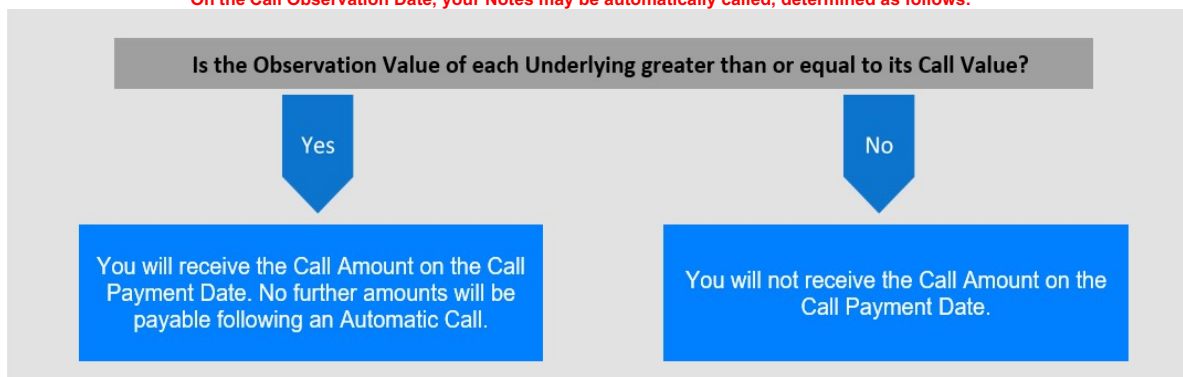 On the Call Observation Date, your Notes may be automatically called, determined as follows:
Is the Observation Value of each Underlying greater than or equal to its Call Value?
Yes
No
You will receive the Call Amount on the Call
Payment Date. No further amounts will be
payable following an Automatic Call.
You will not receive the Call Amount on the
Call Payment Date.